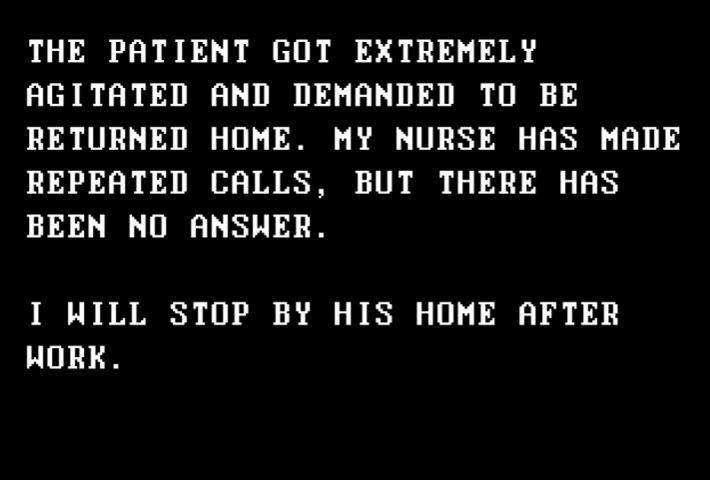 THE PATIENT GOT EXTREMELY
AGITATED AND DEMANDED TO BE
RETURNED HOME. MY NURSE HAS MADE
REPEATED CALLS, BUT THERE HAS
BEEN NO ANSWER.
I WILL STOP BY HIS HOME AFTER
WORK.